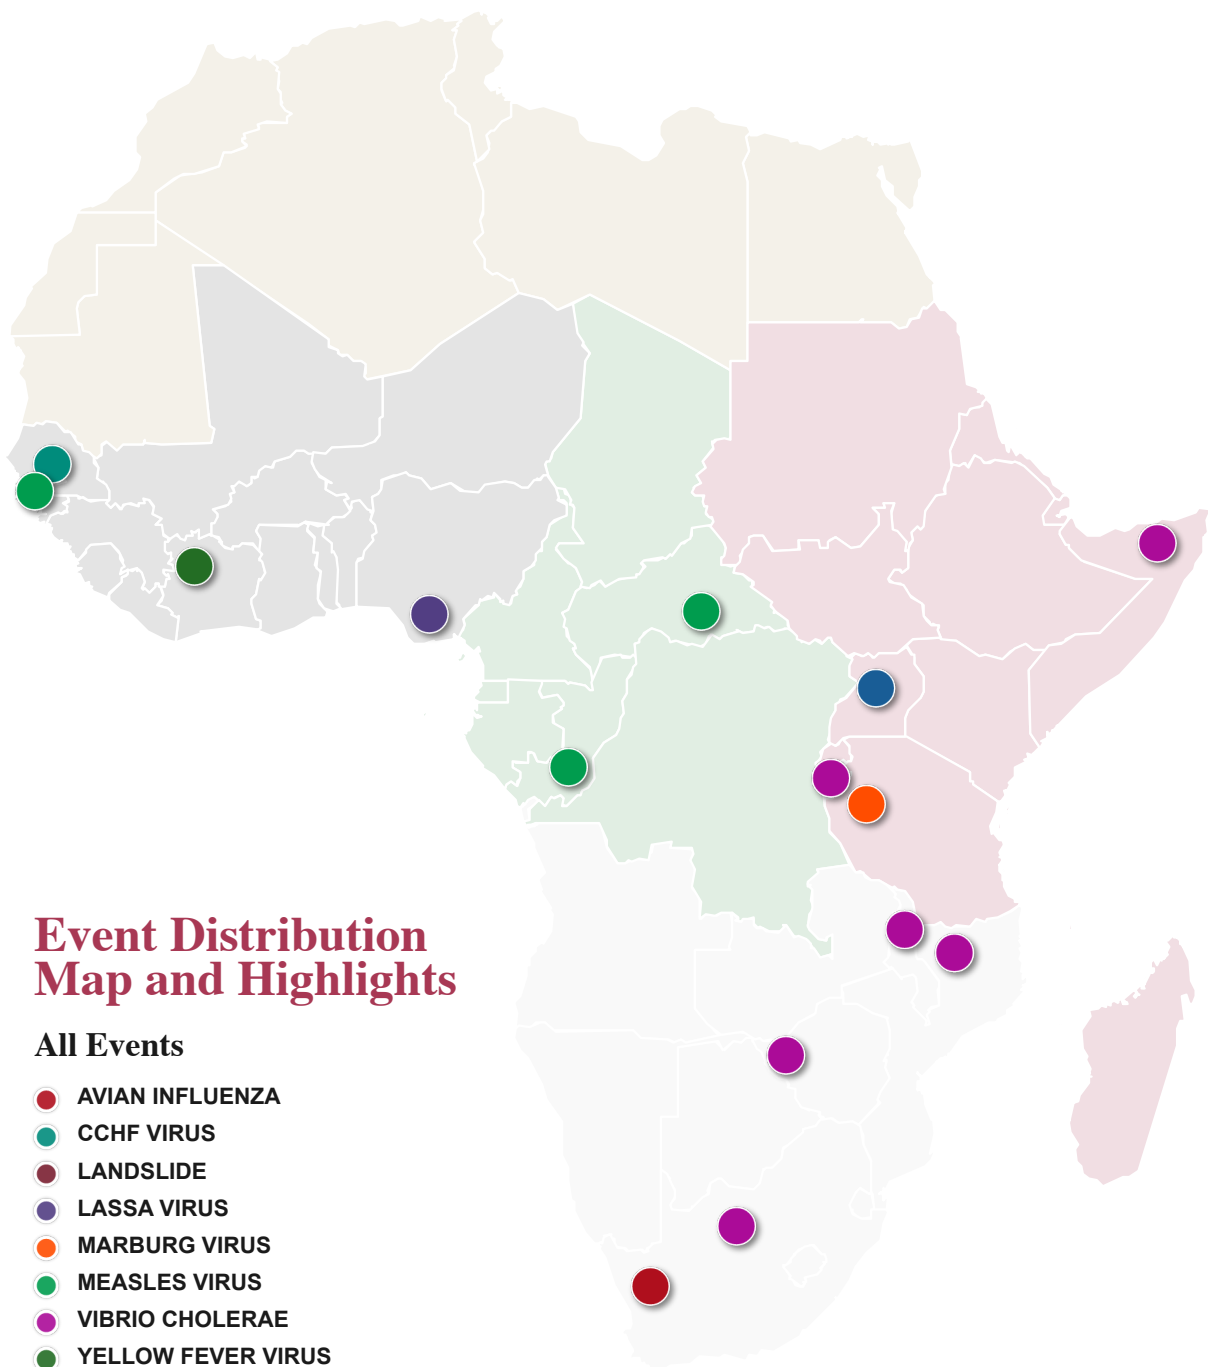 Event Distribution
Map and Highlights
All Events
AVIAN INFLUENZA
CCHF VIRUS
LANDSLIDE
LASSA VIRUS
MARBURG VIRUS
MEASLES VIRUS
VIBRIO CHOLERAE
YELLOW FEVER VIRUS